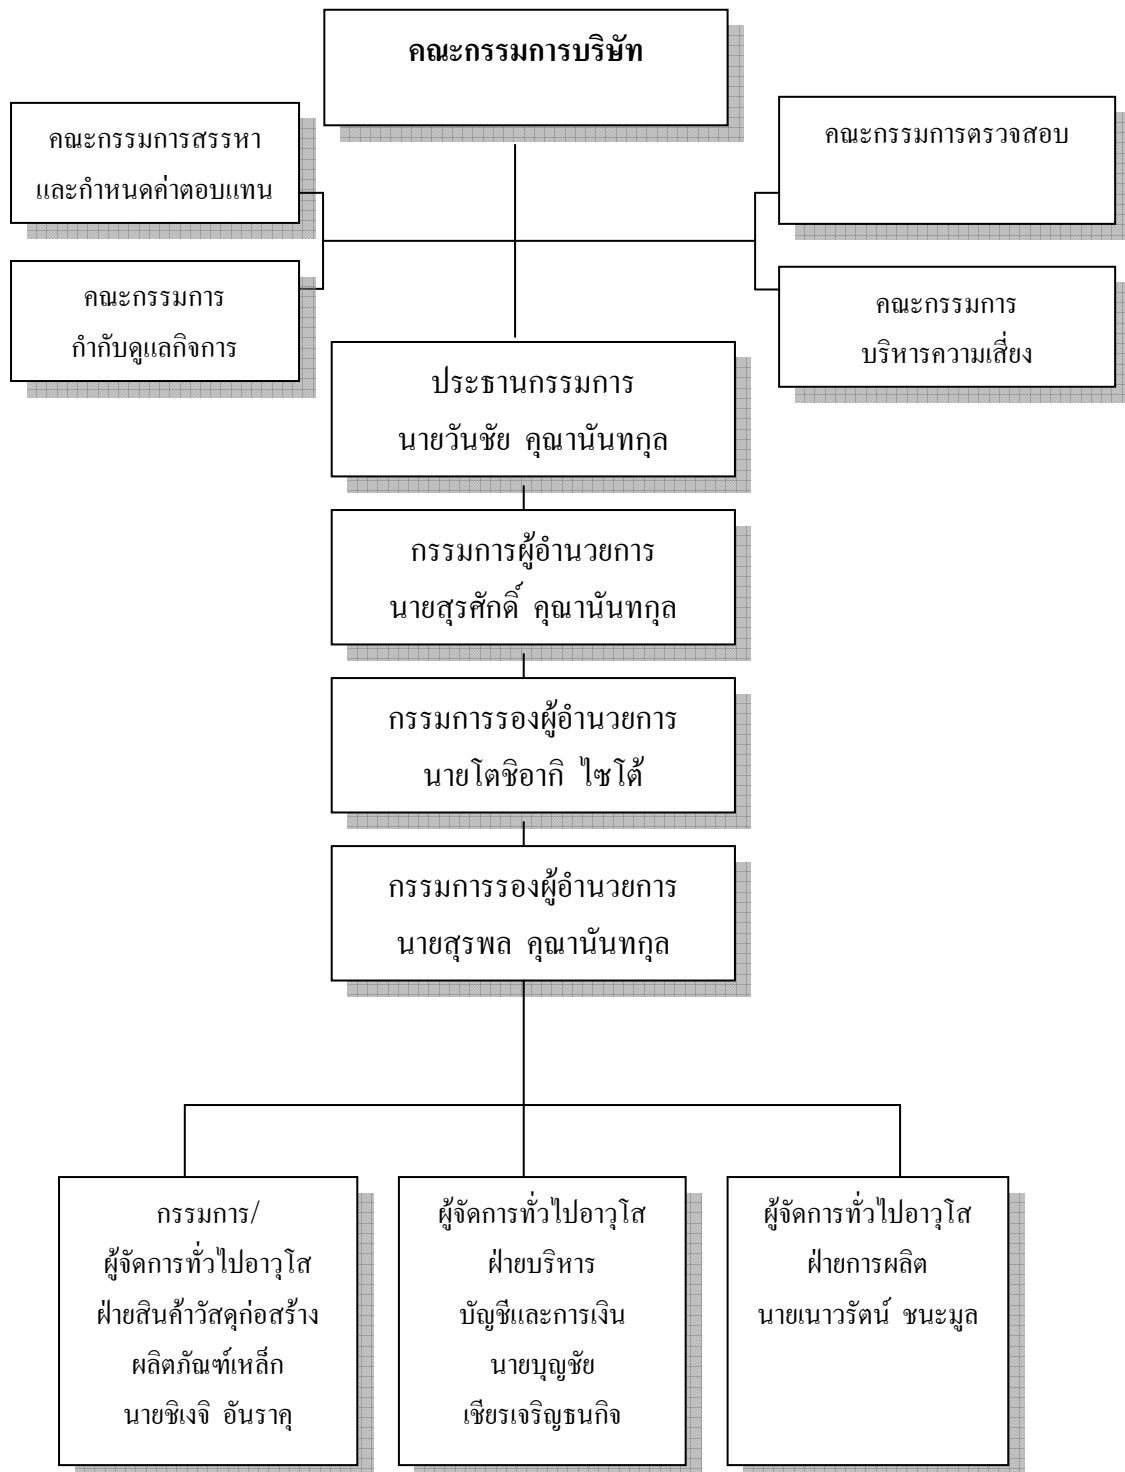 คณะกรรมการบริษัท
คณะกรรมการสรรหา
และกำหนดค่าตอบแทน
คณะกรรมการตรวจสอบ
คณะกรรมการ
กำกับดูแลกิจการ
คณะกรรมการ
บริหารความเสี่ยง
ประธานกรรมการ
นายวันชัย คุณานันทกุล
กรรมการผู้อำนวยการ
นายสุรศักดิ์ คุณานันทกุล
กรรมการรองผู้อำนวยการ
นายโตชิอากิ ไซโต้
กรรมการรองผู้อำนวยการ
นายสุรพล คุณานันทกุล
กรรมการ/
ผู้จัดการทั่วไปอาวุโส
ฝ่ายสินค้าวัสดุก่อสร้าง
ผลิตภัณฑ์เหล็ก
นายชิเงจิ อันราคุ
ผู้จัดการทั่วไปอาวุโส
ฝ่ายบริหาร
บัญชีและการเงิน
นายบุญชัย
เชียรเจริญธนกิจ
ผู้จัดการทั่วไปอาวุโส
ฝ่ายการผลิต
นายเนาวรัตน์ ชนะมูล